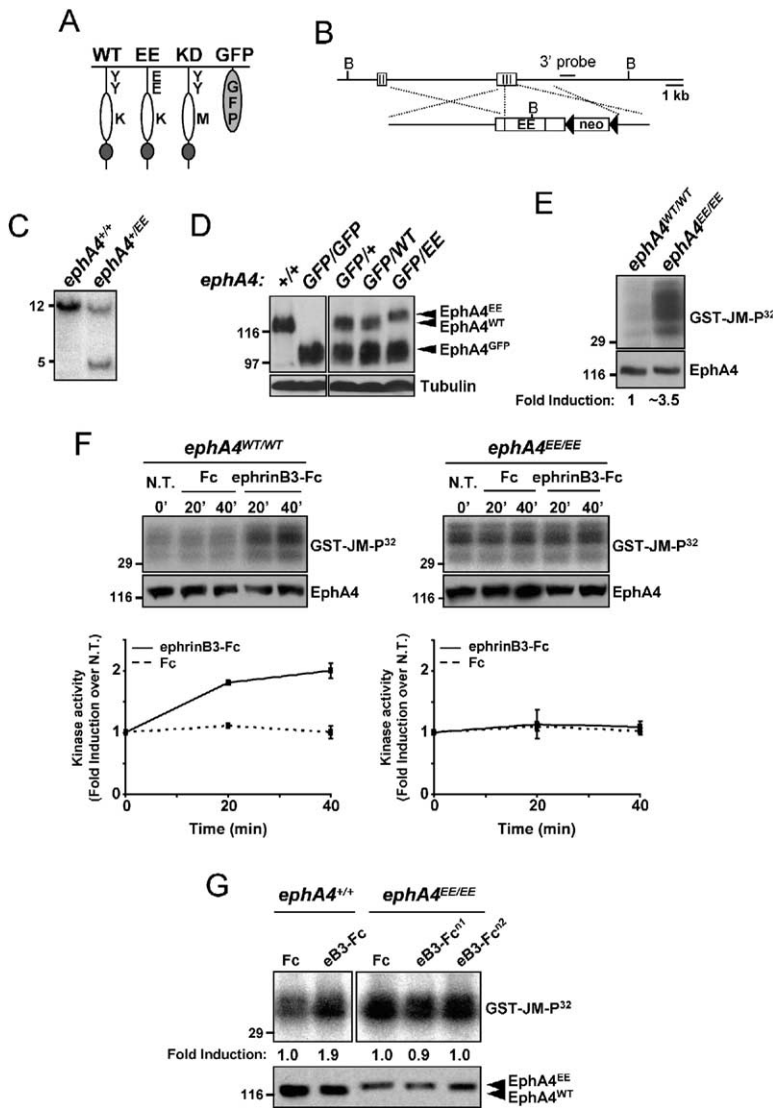 A
WT EE KD GFP
Y Y E E Y Y G F P
K K M
B
B II III 3’ probe B
1 kb
B
EE neo
C
ephA4+/+
ephA4+/EE
12
5
D
ephA4: +/+ GFP/GFP GFP/+ GFP/WT GFP/EE
116
97
EphA4EE
EphA4WT
EphA4GFP
Tubulin
E
ephA4WT/WT
ephA4EE/EE
GST-JM-P32
29
116
EphA4
Fold Induction: 1 ~3.5
F
ephA4WT/WT
N.T. Fc ephrinB3-Fc
0’ 20’ 40’ 20’ 40’
GST-JM-P32
29
116
EphA4
ephrinB3-Fc
Fc
Kinase activity
(Fold Induction over N.T.)
2
1
0
0 20 40
Time (min)
ephA4EE/EE
N.T. Fc ephrinB3-Fc
0’ 20’ 40’ 20’ 40’
GST-JM-P32
29
116
EphA4
ephrinB3-Fc
Fc
Kinase activity
(Fold Induction over N.T.)
2
1
0
0 20 40
Time (min)
G
ephA4+/+ ephA4EE/EE
Fc eB3-Fc Fc eB3-Fcn1 eB3-Fcn2
GST-JM-P32
29
Fold Induction: 1.0 1.9 1.0 0.9 1.0
116
EphA4EE
EphA4WT